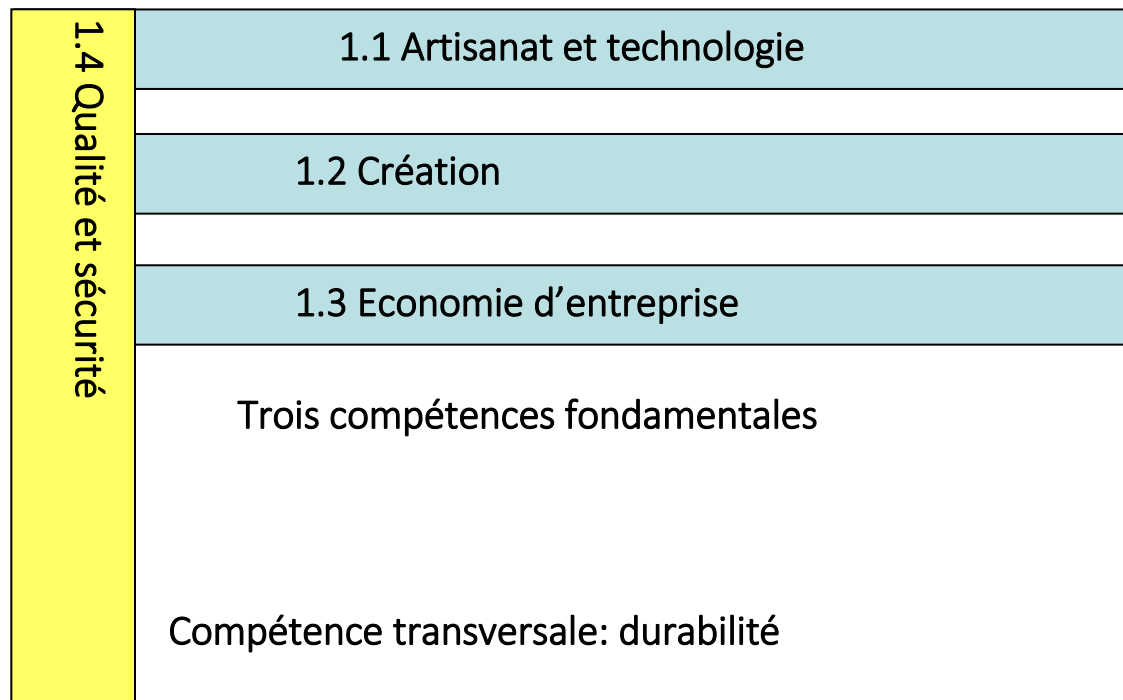 1.4 Qualité et sécurité
1.1 Artisanat et technologie
1.2 Création
1.3 Economie d’entreprise
Trois compétences fondamentales
Compétence transversale: durabilité